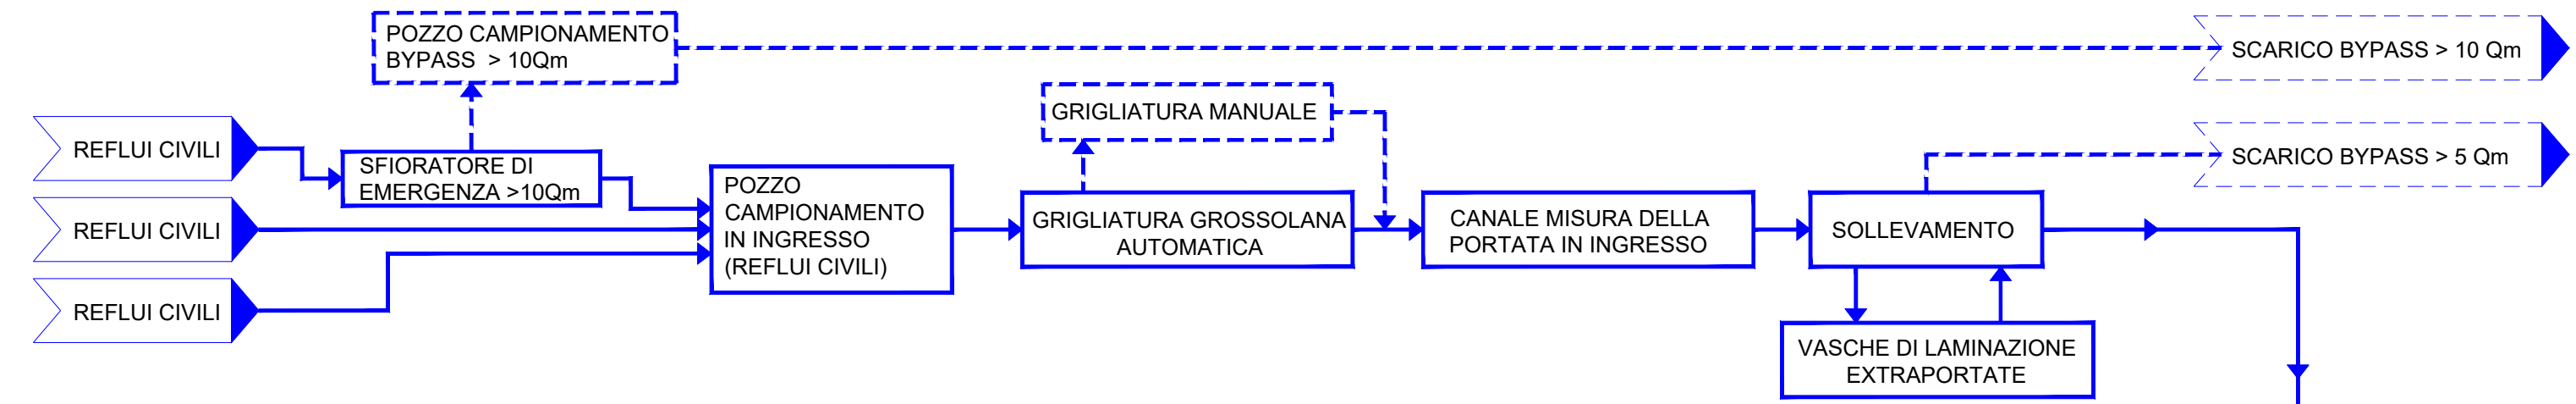 POZZO CAMPIONAMENTO
BYPASS > 10Qm
SCARICO BYPASS > 10 Qm
GRIGLIATURA MANUALE
REFLUI CIVILI
SFIORATORE DI
EMERGENZA >10Qm
SCARICO BYPASS > 5 Qm
REFLUI CIVILI
POZZO
CAMPIONAMENTO
IN INGRESSO
(REFLUI CIVILI)
GRIGLIATURA GROSSOLANA
AUTOMATICA
CANALE MISURA DELLA
PORTATA IN INGRESSO
SOLLEVAMENTO
REFLUI CIVILI
VASCHE DI LAMINAZIONE
EXTRAPORTATE